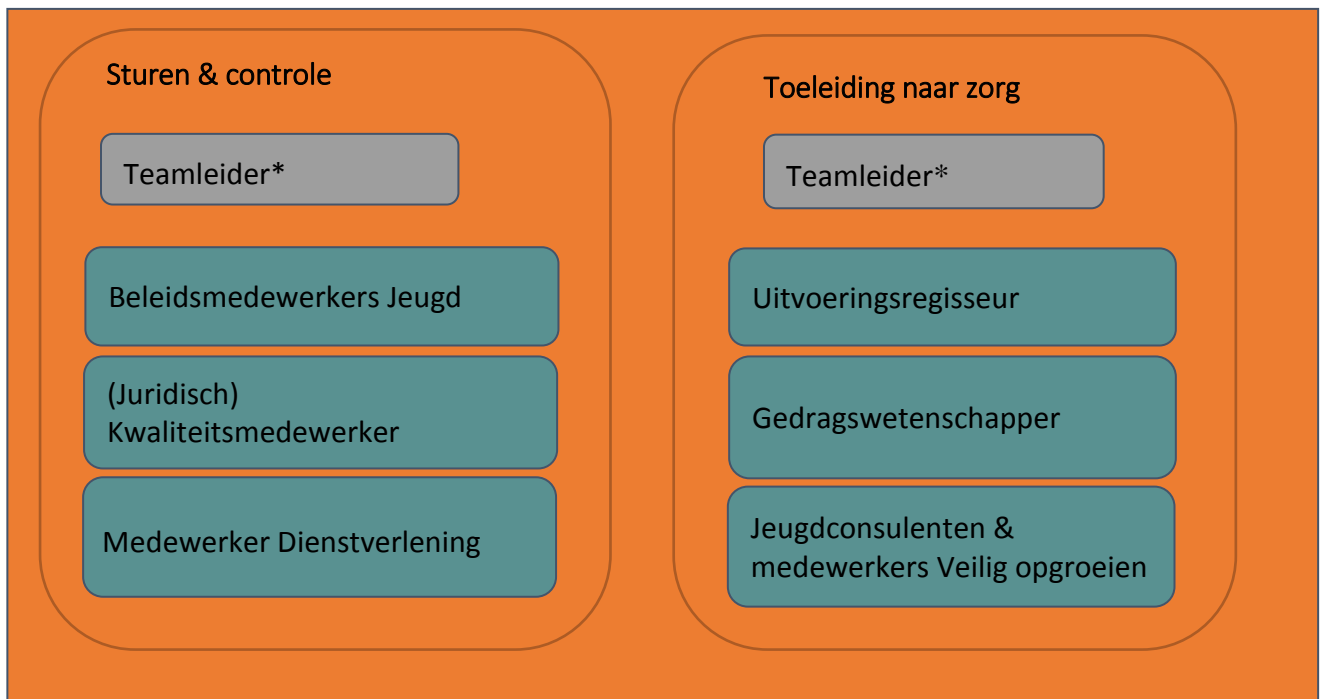 Sturen & controle
Teamleider*
Beleidsmedewerkers Jeugd
(Juridisch)
Kwaliteitsmedewerker
Medewerker Dienstverlening
Toeleiding naar zorg
Teamleider*
Uitvoeringsregisseur
Gedragswetenschapper
Jeugdconsulenten &
medewerkers Veilig opgroeien